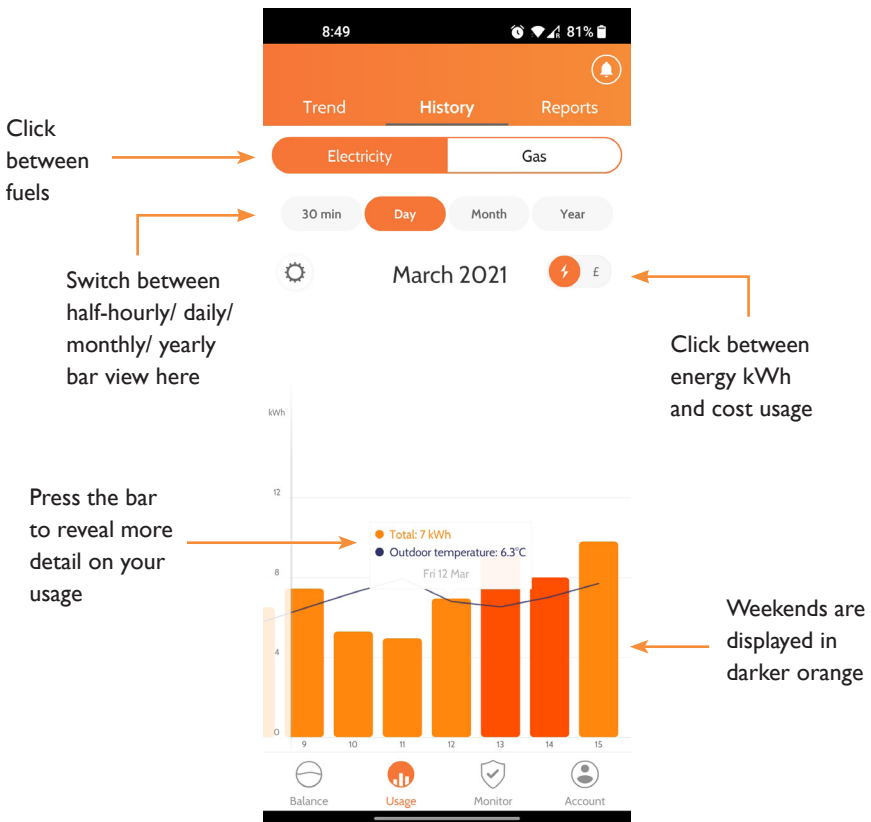 8:49
R
81%
Trend History Reports
Click
between
fuels
Electricity Gas
30 min Day Month Year
Switch between
half-hourly/ daily/
monthly/ yearly
bar view here
March 2021
£
Click between
energy kWh
and cost usage
kWh
12
Press the bar
to reveal more
detail on your
usage
Total: 7 kWh
Outdoor temperature: 6.3°C
Fri 12 Mar
8
Weekends are
displayed in
darker orange
4
0
9 10 11 12 13 14 15
Balance Usage Monitor Account